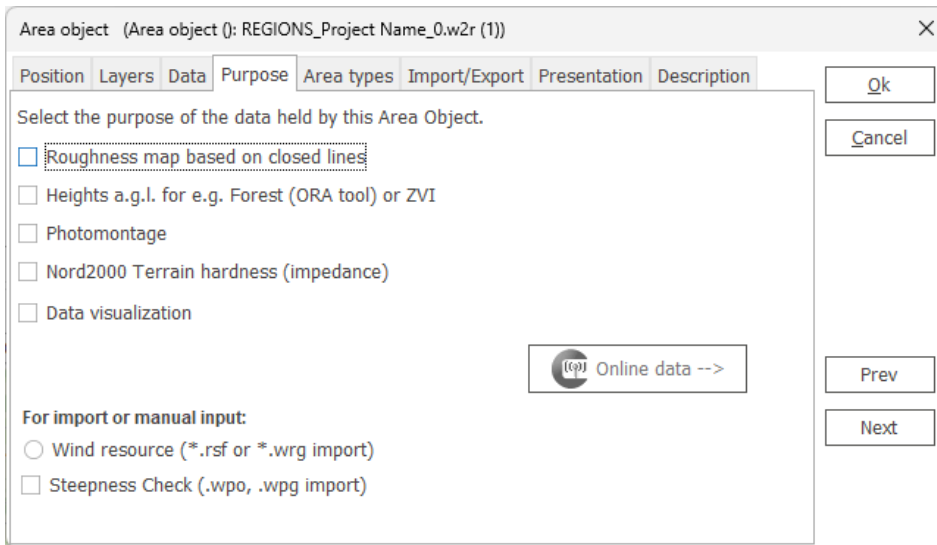 Area object (Area object (): REGIONS_Project Name_0.w2r (1))
Position Layers Data Purpose Area types Import/Export Presentation Description
Ok
Select the purpose of the data held by this Area Object.
Cancel
Roughness map based on closed lines
Heights a.g.l. for e.g. Forest (ORA tool) or ZVI
Photomontage
Nord2000 Terrain hardness (impedance)
Data visualization
Online data -->
Prev
For import or manual input:
Next
Wind resource (*.rsf or *.wrg import)
Steepness Check (.wpo, .wpg import)